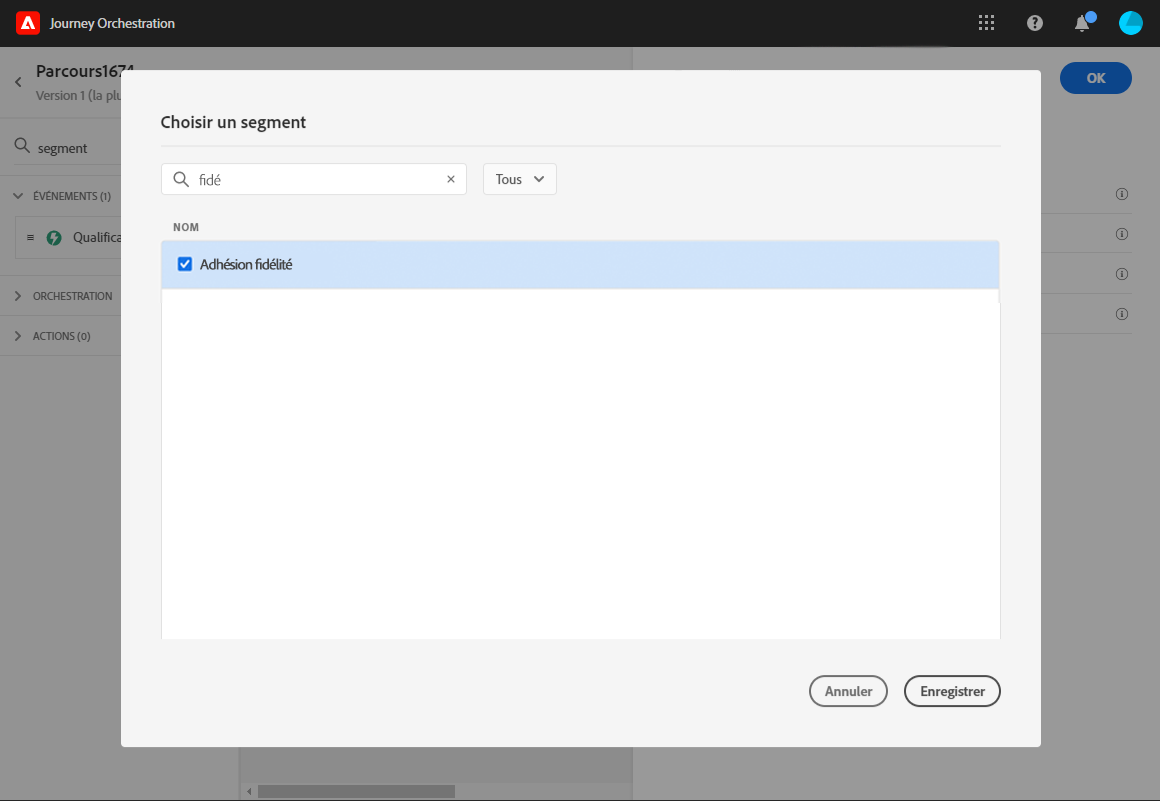 Journey Orchestration
Parcours1674
Version 1 (la plu
OK
segment
ÉVÉNEMENTS (1)
Qualifica
ORCHESTRATION
ACTIONS (0)
Choisir un segment
fidé
Tous
NOM
Adhésion fidélité
Annuler
Enregistrer